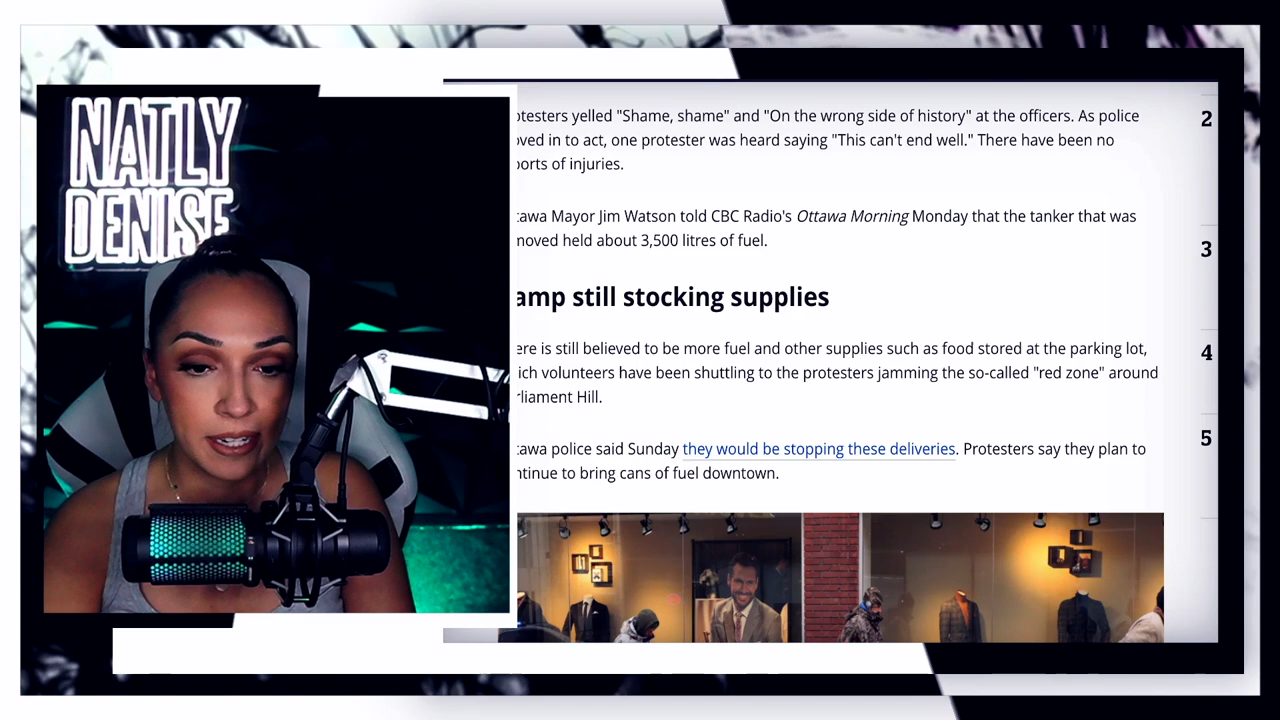 NATLY
DENISE
otesters yelled "Shame, shame" and "On the wrong side of history" at the officers. As police
oved in to act, one protester was heard saying "This can't end well." There have been no
ports of injuries.
tawa Mayor Jim Watson told CBC Radio's Ottawa Morning Monday that the tanker that was
moved held about 3,500 litres of fuel.
amp still stocking supplies
ere is still believed to be more fuel and other supplies such as food stored at the parking lot,
ich volunteers have been shuttling to the protesters jamming the so-called "red zone" around
rliament Hill.
tawa police said Sunday they would be stopping these deliveries. Protesters say they plan to
ntinue to bring cans of fuel downtown.
2
3
4
5